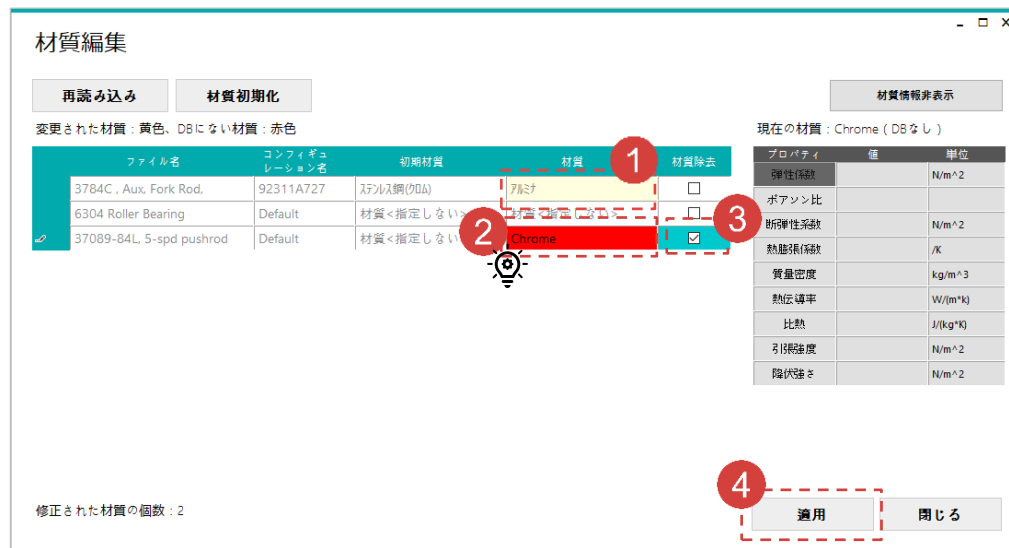 材質編集
再読み込み 材質初期化 材質情報非表示
変更された材質 : 黄色、DBにない材質 : 赤色 現在の材質 : Chrome ( DBなし )
ファイル名 コンフィギュレーション名 初期材質 材質 材質除去
3784C , Aux, Fork Rod, 92311A727 ステンレス鋼(クロム) アルミナ
6304 Roller Bearing Default 材質<指定しない> 材質<指定しない>
37089-84L, 5-spd pushrod Default 材質<指定しない Chrome
1
2
3
プロパティ 値 単位
弾性係数 N/m^2
ポアソン比
断弾性系数 N/m^2
熱膨張係数 /K
質量密度 kg/m^3
熱伝導率 W/(m*k)
比熱 J/(kg*K)
引張強度 N/m^2
降伏強さ N/m^2
4
修正された材質の個数 : 2 適用 閉じる